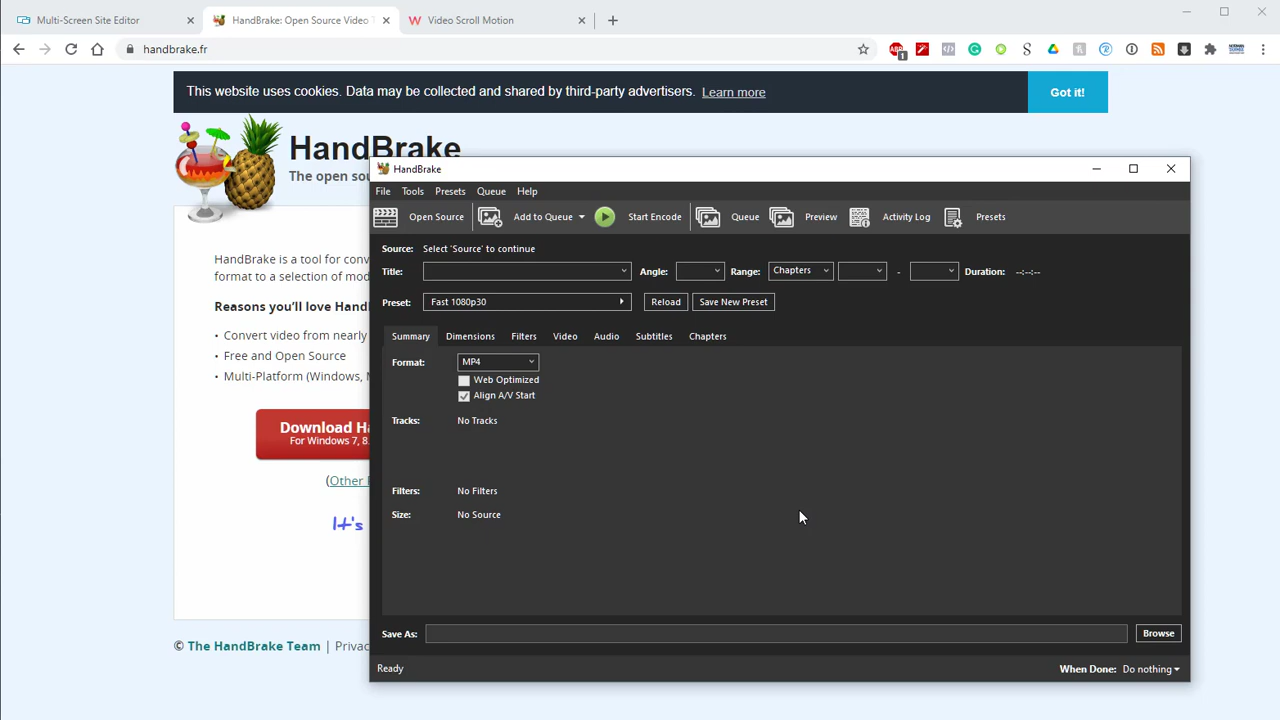 Multi-Screen Site Editor
HandBrake: Open Source Video T
Video Scroll Motion
handbrake.fr
This website uses cookies. Data may be collected and shared by third-party advertisers. Learn more
Got it!
HandBrake
The open sou
HandBrake is a tool for conv
format to a selection of mod
Reasons you'll love Hand
• Convert video from nearly
• Free and Open Source
• Multi-Platform (Windows, M
Download Ha
For Windows 7, 8.
(Other
It's
© The HandBrake Team | Privac
HandBrake
File Tools Presets Queue Help
Open Source Add to Queue Start Encode Queue Preview Activity Log Presets
Source: Select 'Source' to continue
Title: Angle: Range: Chapters - Duration: --:--:--
Preset: Fast 1080p30 Reload Save New Preset
Summary Dimensions Filters Video Audio Subtitles Chapters
Format: MP4
Web Optimized
Align A/V Start
Tracks: No Tracks
Filters: No Filters
Size: No Source
Save As: Browse
Ready When Done: Do nothing